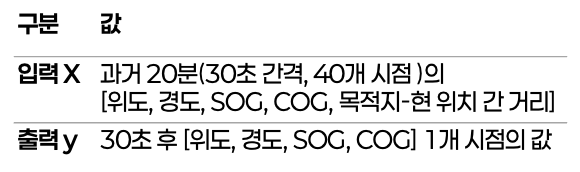 구분 값
입력 X 과거 20분(30초 간격, 40개 시점 )의
[위도, 경도, SOG, COG, 목적지-현 위치 간 거리]
출력 y 30초 후 [위도, 경도, SOG, COG] 1개 시점의 값